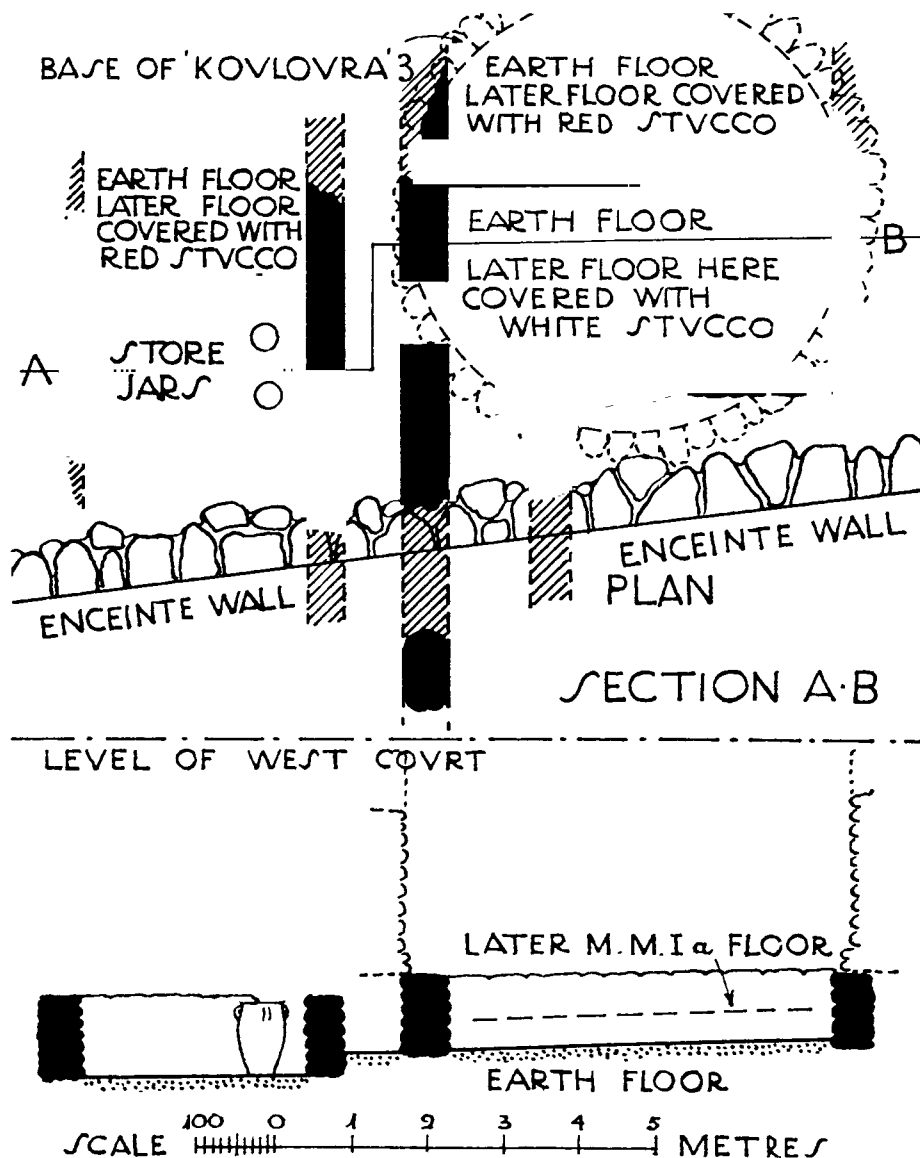 BASE OF 'KOVLOVRA' 3
EARTH FLOOR
LATER FLOOR COVERED
WITH RED STVCCO
EARTH FLOOR
LATER FLOOR
COVERED WITH
RED STVCCO
EARTH FLOOR
B
LATER FLOOR HERE
COVERED WITH
WHITE STVCCO
A
STORE
JARS
ENCEINTE WALL
ENCEINTE WALL
PLAN
SECTION A·B
LEVEL OF WEST COVRT
LATER M.M.I a FLOOR
EARTH FLOOR
SCALE 100 0 1 2 3 4 5 METRES